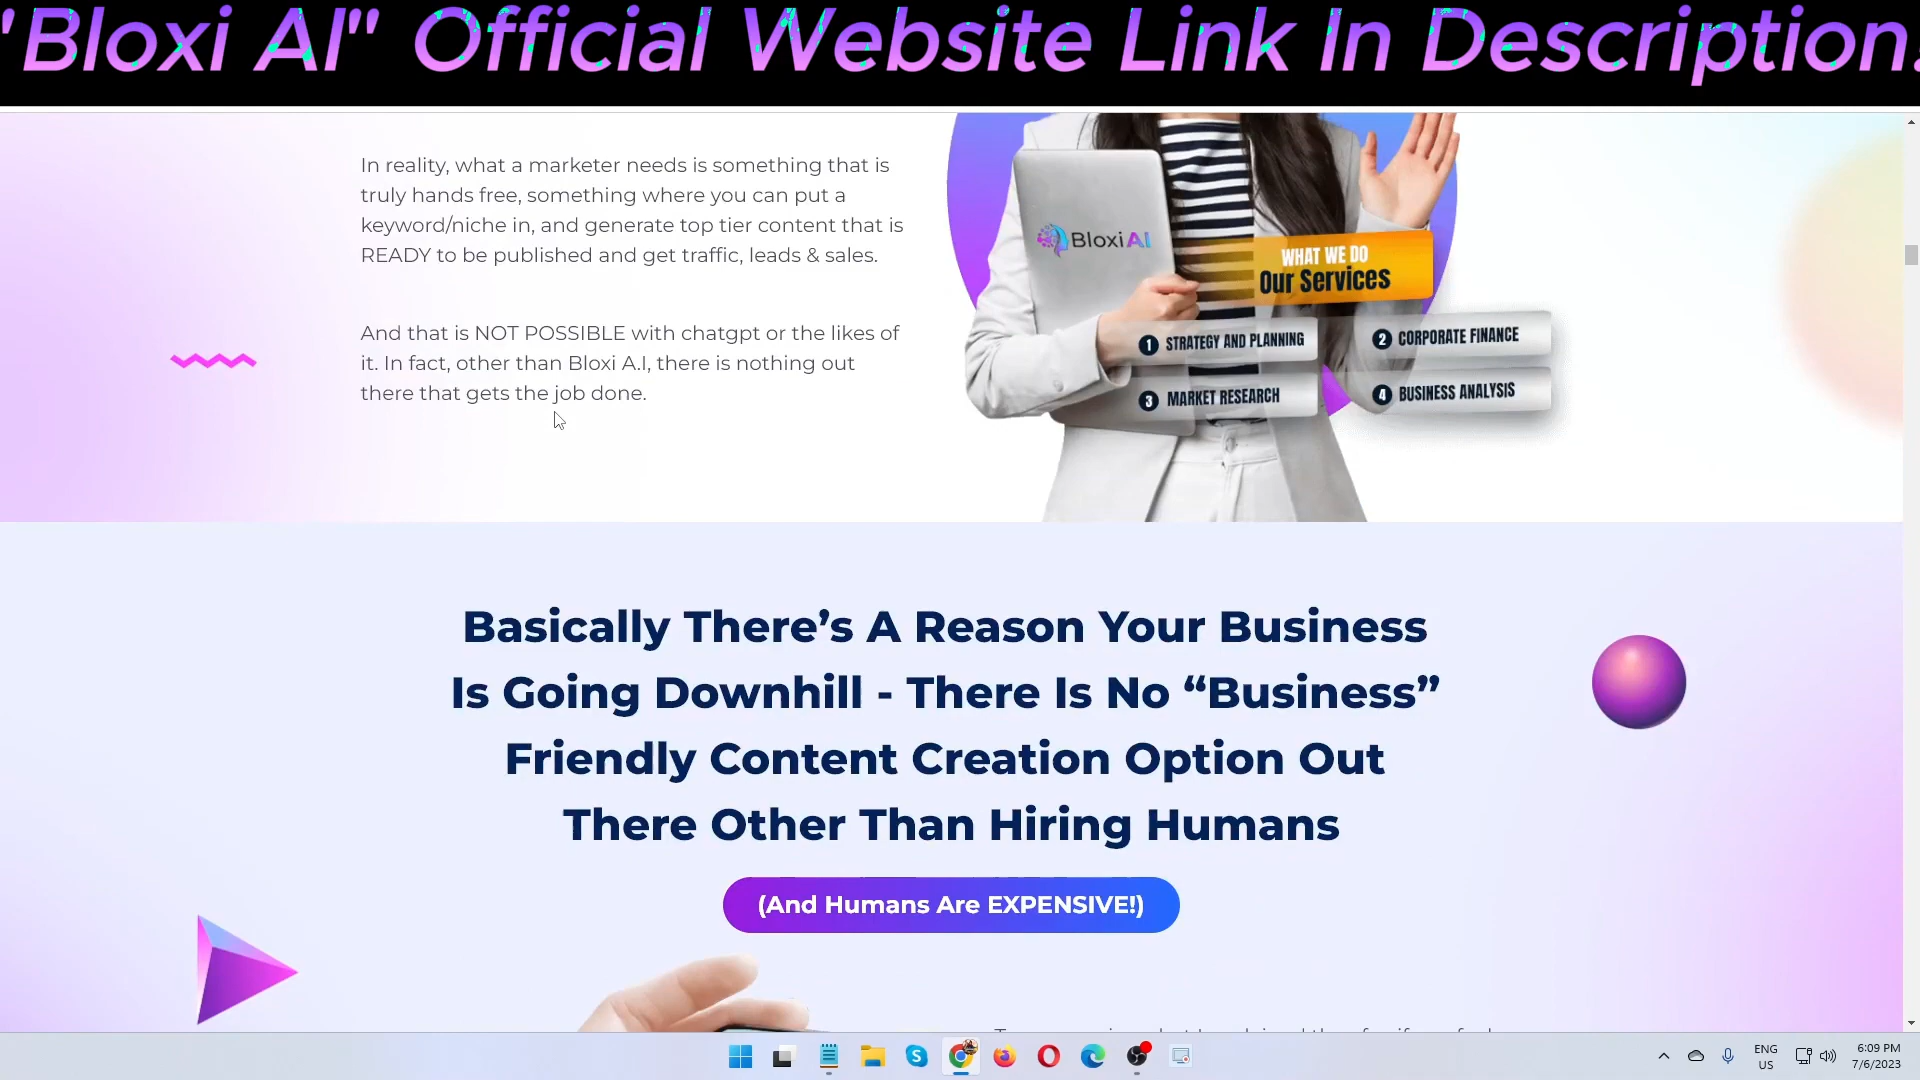 "Bloxi AI" Official Website Link In Description!
In reality, what a marketer needs is something that is
truly hands free, something where you can put a
keyword/niche in, and generate top tier content that is
READY to be published and get traffic, leads & sales.
And that is NOT POSSIBLE with chatgpt or the likes of
it. In fact, other than Bloxi A.I, there is nothing out
there that gets the job done.
Bloxi AI
WHAT WE DO
Our Services
1 STRATEGY AND PLANNING
2 CORPORATE FINANCE
3 MARKET RESEARCH
4 BUSINESS ANALYSIS
Basically There’s A Reason Your Business
Is Going Downhill - There Is No “Business”
Friendly Content Creation Option Out
There Other Than Hiring Humans
(And Humans Are EXPENSIVE!)
ENG
US
6:09 PM
7/6/2023